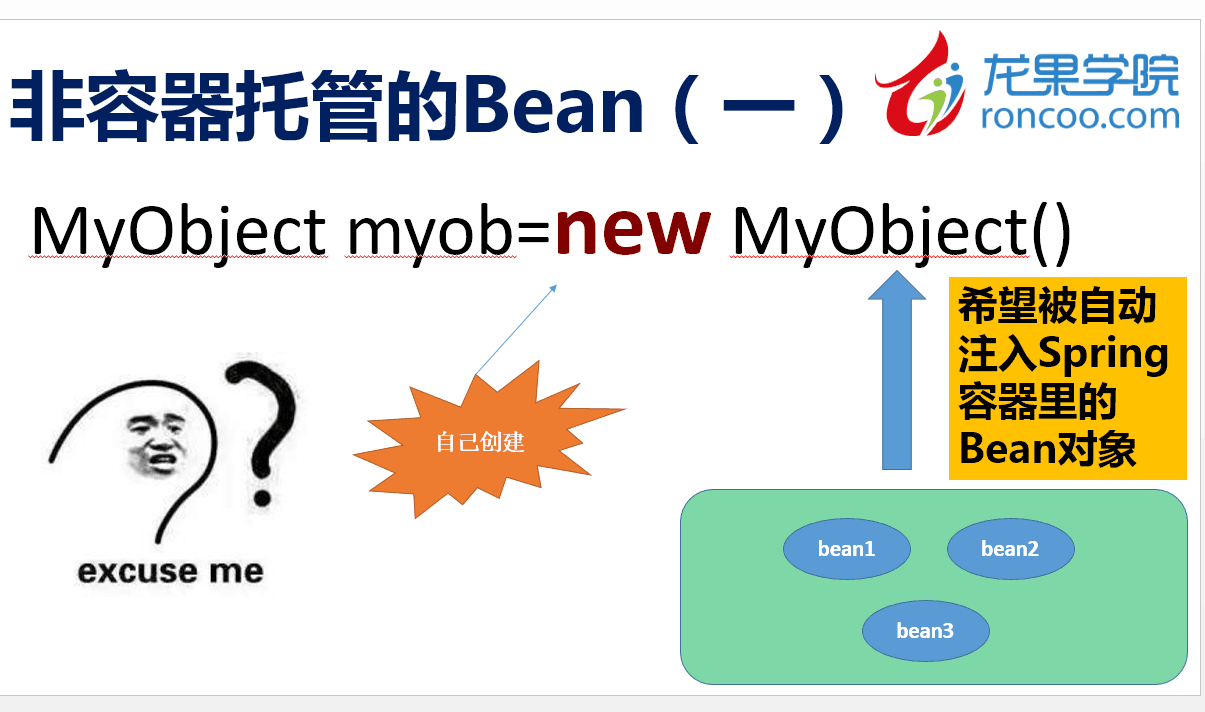 非容器托管的Bean（一）
龙果学院
roncoo.com
MyObject myob=new MyObject()
希望被自动
注入Spring
容器里的
Bean对象
自己创建
excuse me
bean1
bean2
bean3